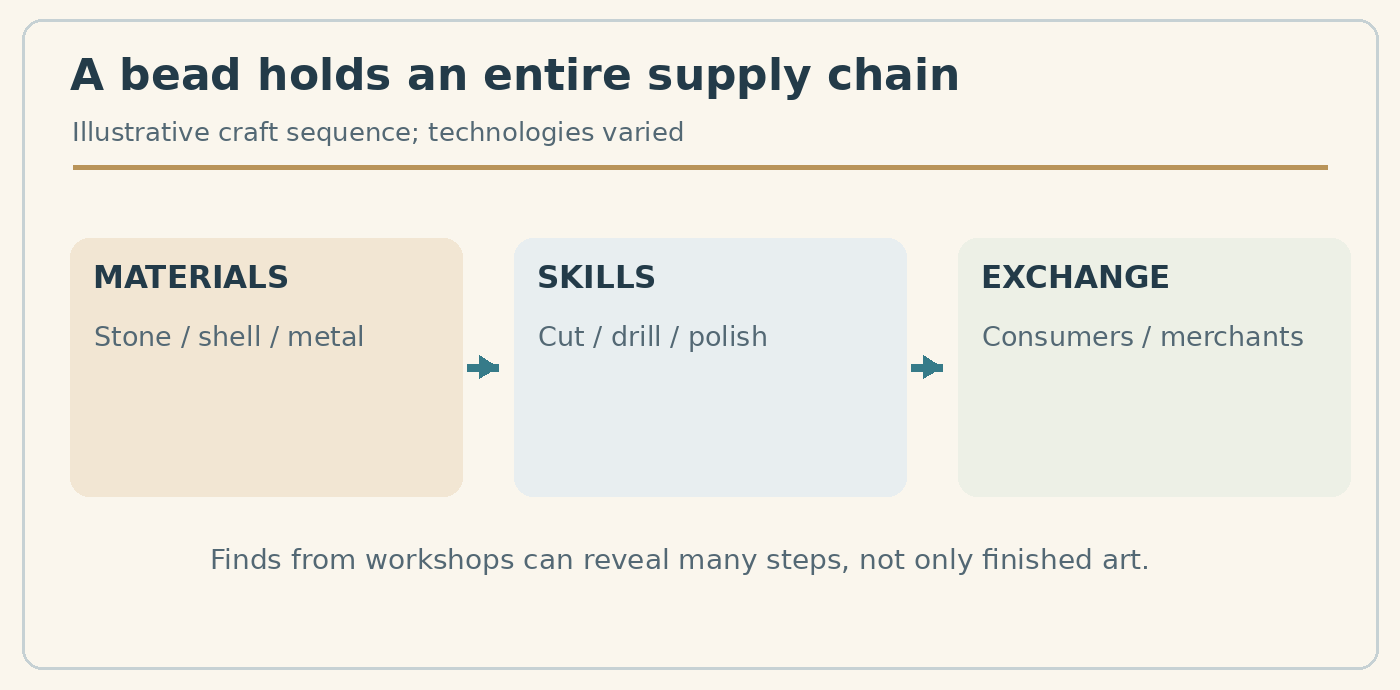 A bead holds an entire supply chain
Illustrative craft sequence; technologies varied
MATERIALS
Stone / shell / metal
SKILLS
Cut / drill / polish
EXCHANGE
Consumers / merchants
Finds from workshops can reveal many steps, not only finished art.